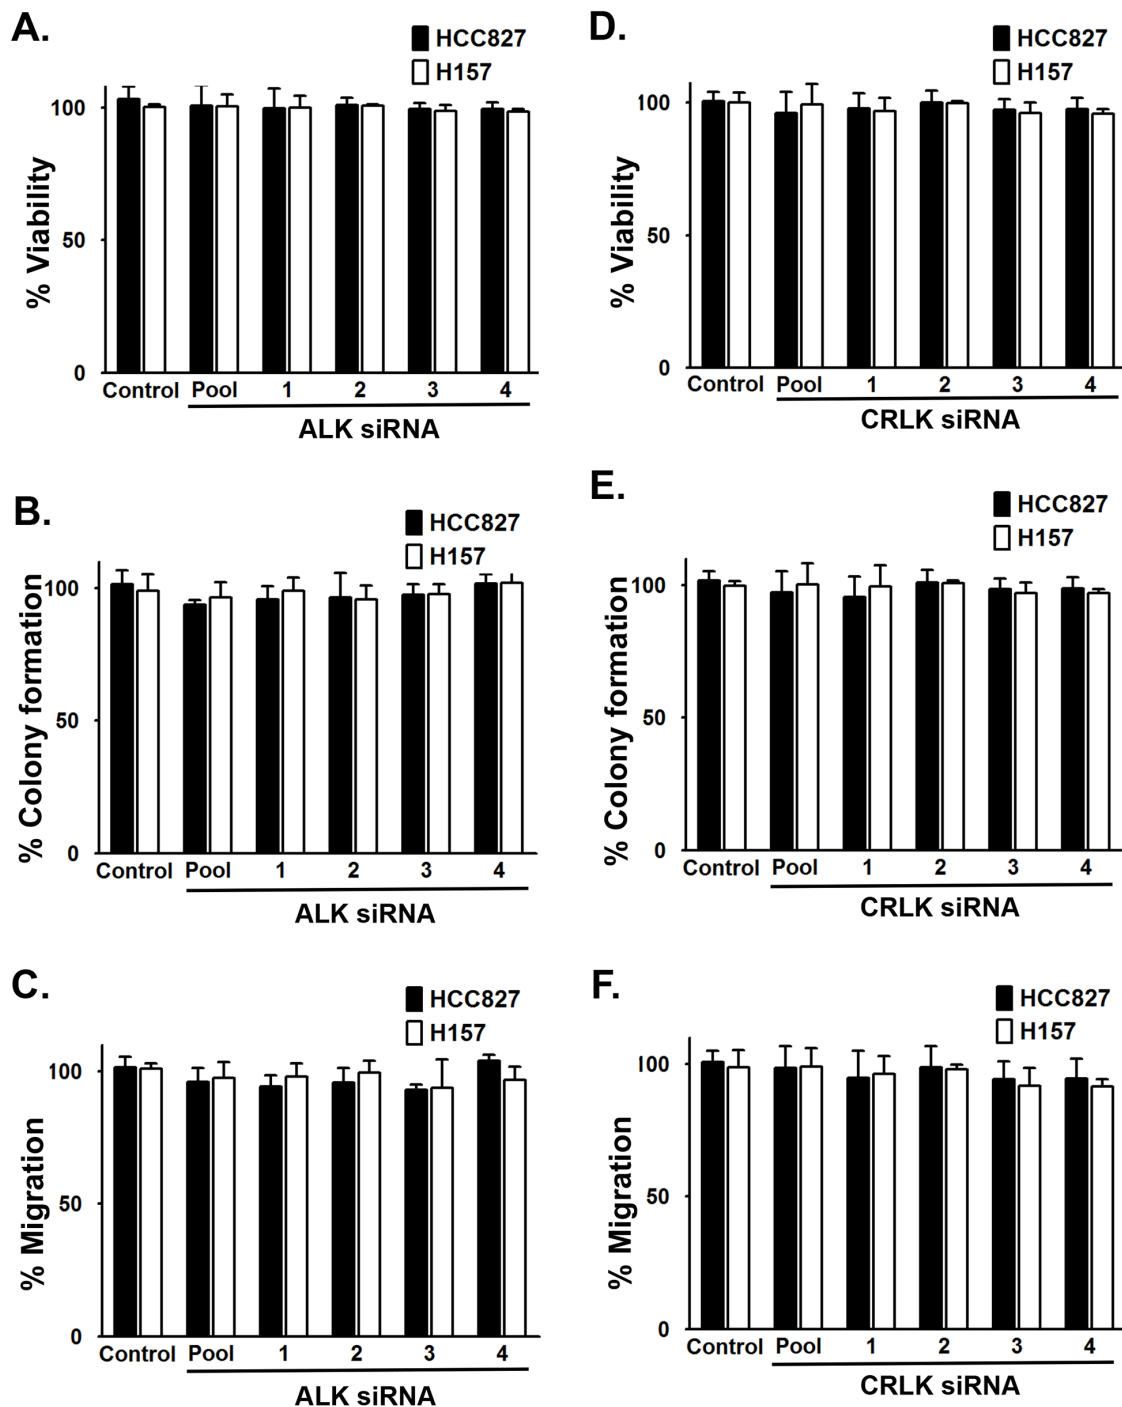 A.
HCC827
H157
% Viability
100
50
0
Control Pool 1 2 3 4
ALK siRNA
D.
HCC827
H157
% Viability
100
50
0
Control Pool 1 2 3 4
CRLK siRNA
B.
HCC827
H157
% Colony formation
100
50
0
Control Pool 1 2 3 4
ALK siRNA
E.
HCC827
H157
% Colony formation
100
50
0
Control Pool 1 2 3 4
CRLK siRNA
C.
HCC827
H157
% Migration
100
50
0
Control Pool 1 2 3 4
ALK siRNA
F.
HCC827
H157
% Migration
100
50
0
Control Pool 1 2 3 4
CRLK siRNA